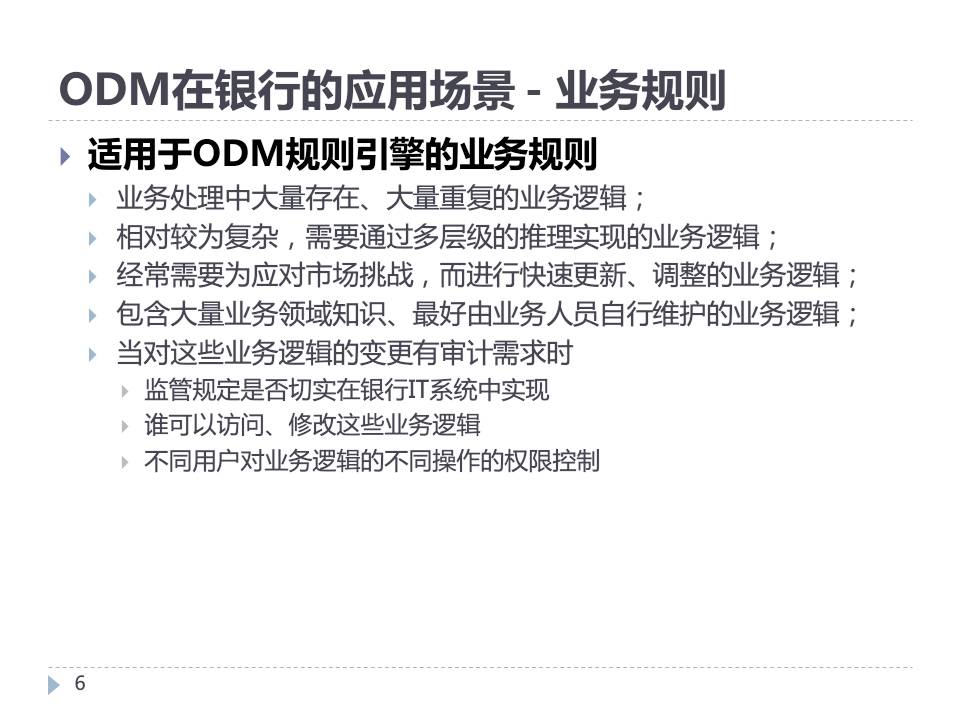 ODM在银行的应用场景 - 业务规则
适用于ODM规则引擎的业务规则
业务处理中大量存在、大量重复的业务逻辑；
相对较为复杂，需要通过多层级的推理实现的业务逻辑；
经常需要为应对市场挑战，而进行快速更新、调整的业务逻辑；
包含大量业务领域知识、最好由业务人员自行维护的业务逻辑；
当对这些业务逻辑的变更有审计需求时
监管规定是否切实在银行IT系统中实现
谁可以访问、修改这些业务逻辑
不同用户对业务逻辑的不同操作的权限控制
6